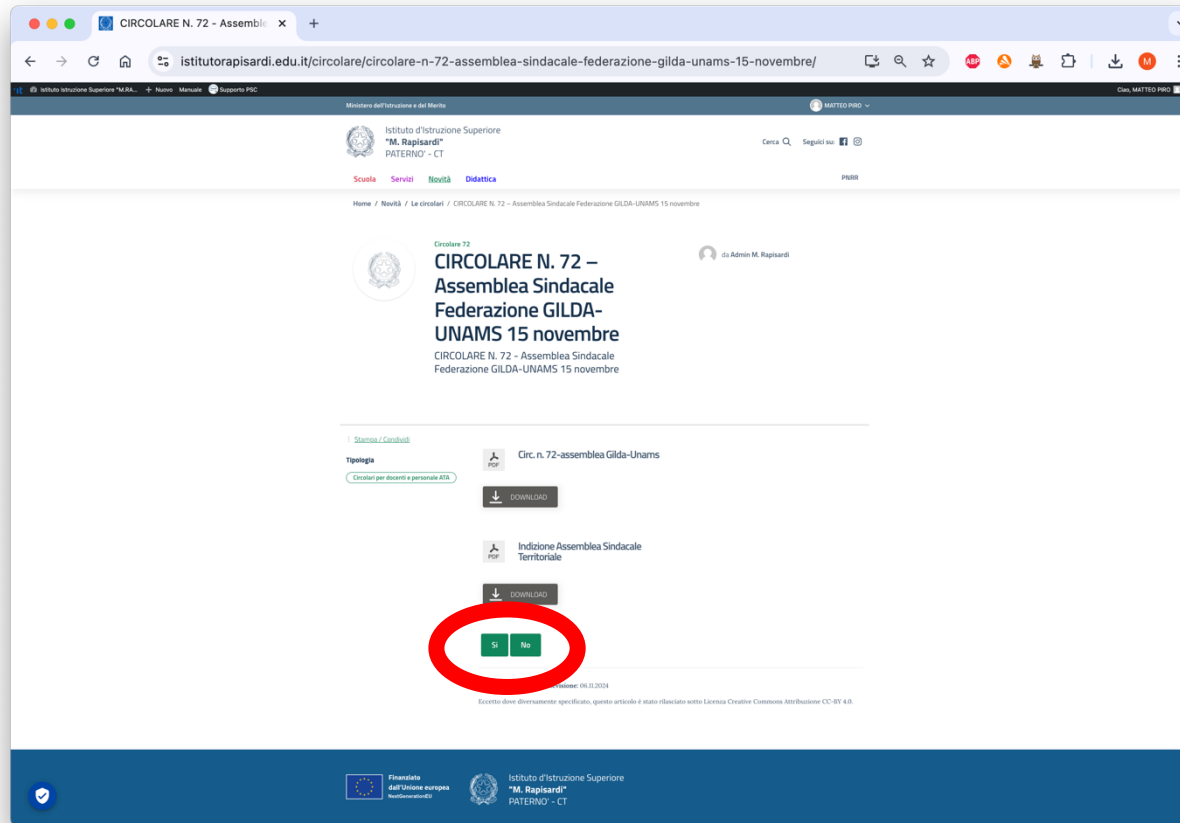 CIRCOLARE N. 72 - Assemble
istitutorapisardi.edu.it/circolare/circolare-n-72-assemblea-sindacale-federazione-gilda-unams-15-novembre/
ABP
M
Istituto Istruzione Superiore "M.RA... + Nuovo Manuale Supporto PSC
Ciao, MATTEO PIRO
Ministero dell'Istruzione e del Merito
MATTEO PIRO
Istituto d'Istruzione Superiore
"M. Rapisardi"
PATERNO' - CT
Cerca
Seguici su:
Scuola Servizi Novità Didattica
PNRR
Home / Novità / Le circolari / CIRCOLARE N. 72 – Assemblea Sindacale Federazione GILDA-UNAMS 15 novembre
Circolare 72
CIRCOLARE N. 72 –
Assemblea Sindacale
Federazione GILDA-
UNAMS 15 novembre
CIRCOLARE N. 72 - Assemblea Sindacale
Federazione GILDA-UNAMS 15 novembre
da Admin M. Rapisardi
Stampa / Condividi
Tipologia
Circolari per docenti e personale ATA
PDF
Circ. n. 72-assemblea Gilda-Unams
DOWNLOAD
PDF
Indizione Assemblea Sindacale
Territoriale
DOWNLOAD
Si
No
06.11.2024
Eccetto dove diversamente specificato, questo articolo è stato rilasciato sotto Licenza Creative Commons Attribuzione CC-BY 4.0.
Finanziato
dall'Unione europea
NextGenerationEU
Istituto d'Istruzione Superiore
"M. Rapisardi"
PATERNO' - CT